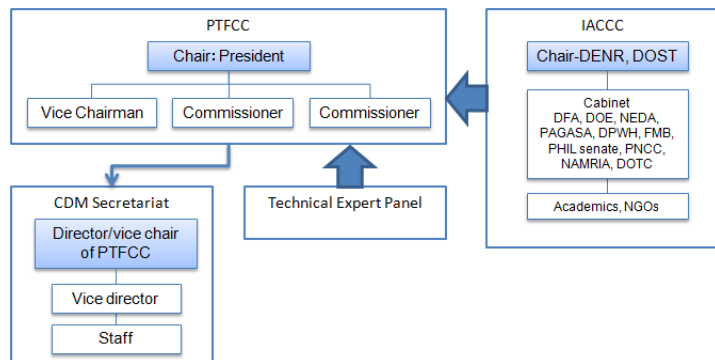 PTFCC
Chair: President
Vice Chairman
Commissioner
Commissioner
IACCC
Chair-DENR, DOST
Cabinet
DFA, DOE, NEDA,
PAGASA, DPWH, FMB,
PHIL senate, PNCC,
NAMRIA, DOTC
Academics, NGOs
CDM Secretariat
Director/vice chair
of PTFCC
Vice director
Staff
Technical Expert Panel